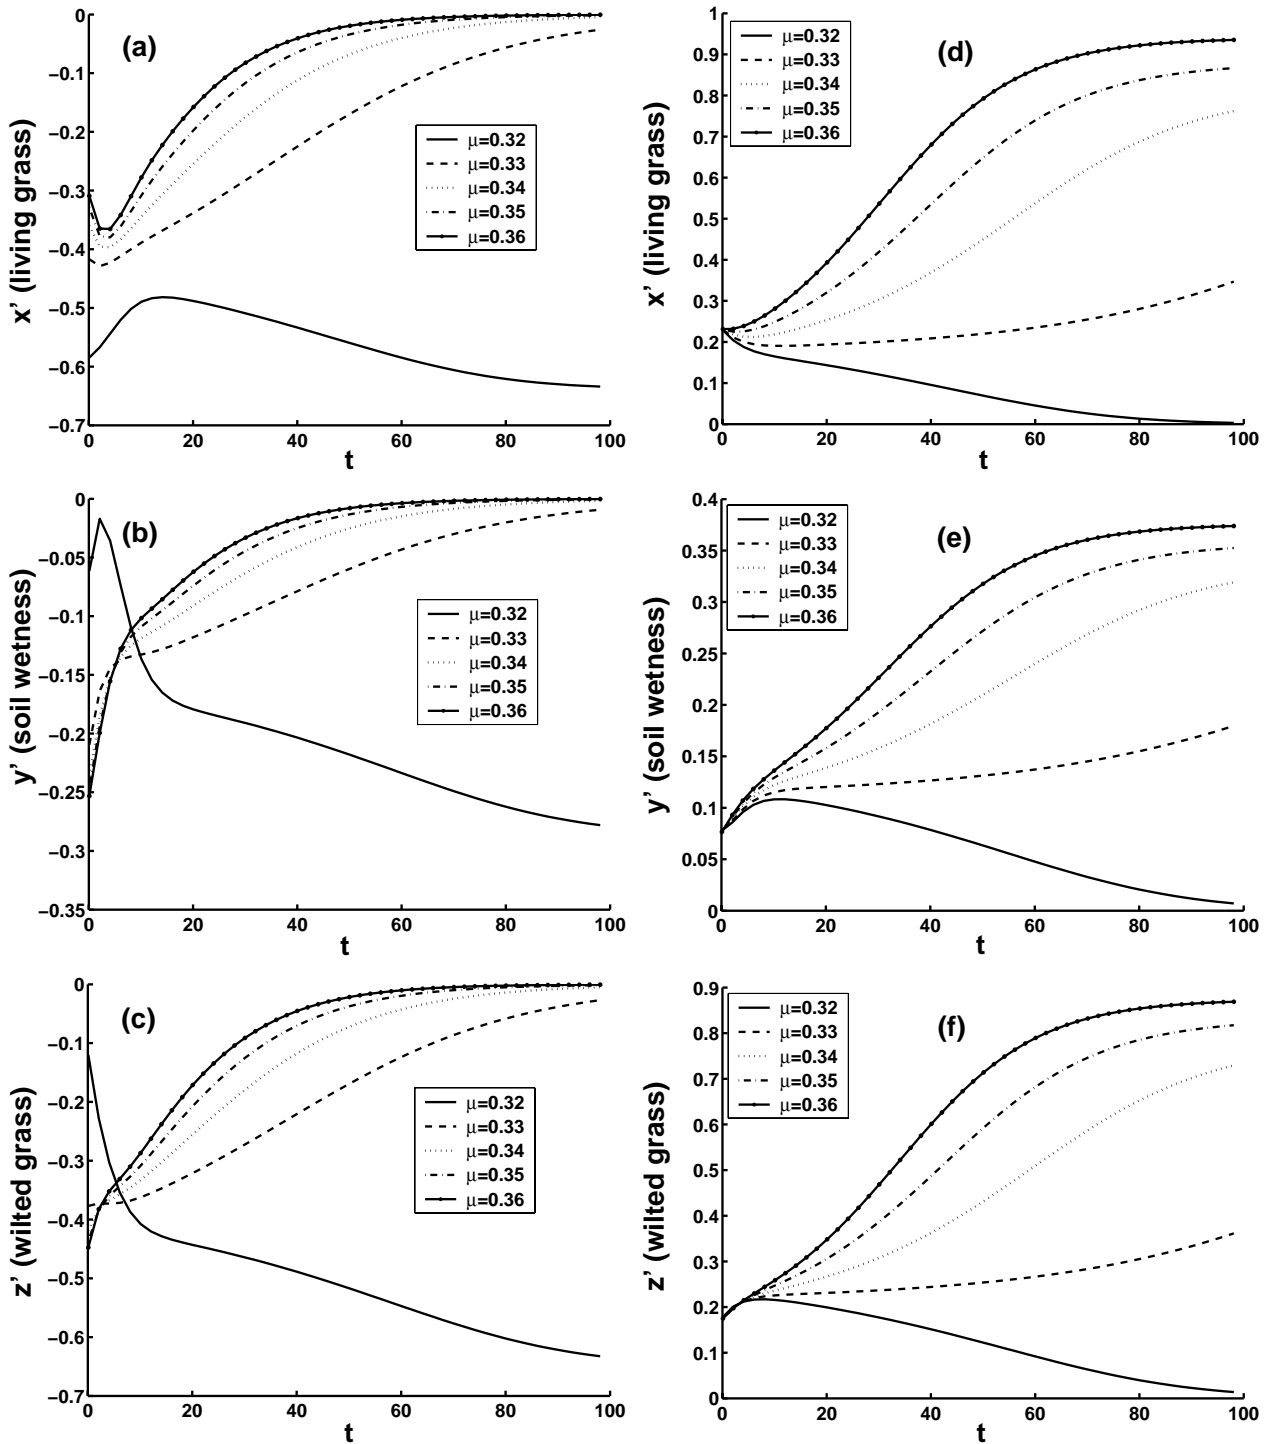 (a)
x' (living grass)
0
−0.1
−0.2
−0.3
−0.4
−0.5
−0.6
−0.7
μ=0.32
μ=0.33
μ=0.34
μ=0.35
μ=0.36
0 20 40 60 80 100
t
(d)
x' (living grass)
1
0.9
0.8
0.7
0.6
0.5
0.4
0.3
0.2
0.1
0
μ=0.32
μ=0.33
μ=0.34
μ=0.35
μ=0.36
0 20 40 60 80 100
t
(b)
y' (soil wetness)
0
−0.05
−0.1
−0.15
−0.2
−0.25
−0.3
−0.35
μ=0.32
μ=0.33
μ=0.34
μ=0.35
μ=0.36
0 20 40 60 80 100
t
(e)
y' (soil wetness)
0.4
0.35
0.3
0.25
0.2
0.15
0.1
0.05
0
μ=0.32
μ=0.33
μ=0.34
μ=0.35
μ=0.36
0 20 40 60 80 100
t
(c)
z' (wilted grass)
0
−0.1
−0.2
−0.3
−0.4
−0.5
−0.6
−0.7
μ=0.32
μ=0.33
μ=0.34
μ=0.35
μ=0.36
0 20 40 60 80 100
t
(f)
z' (wilted grass)
0.9
0.8
0.7
0.6
0.5
0.4
0.3
0.2
0.1
0
μ=0.32
μ=0.33
μ=0.34
μ=0.35
μ=0.36
0 20 40 60 80 100
t